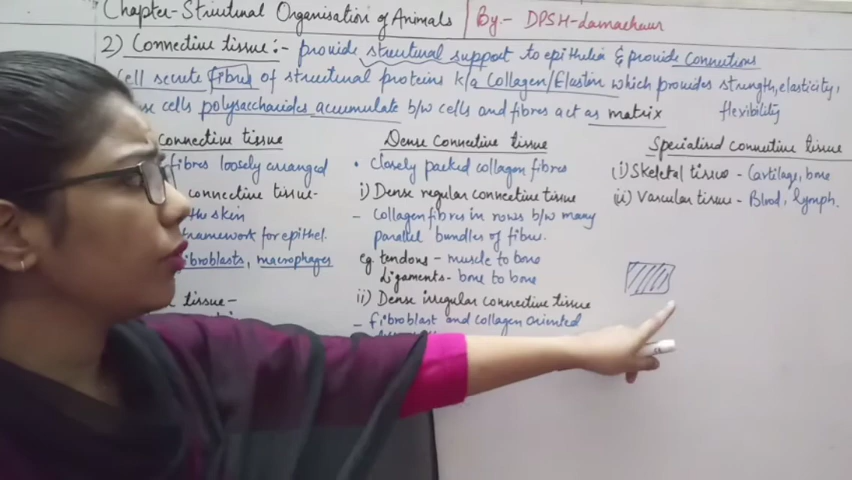 Chapter-Structural Organisation of Animals | By:- DPSH-damachaur
2) Connective tissue:- provide structural support to epithelia & provide connections
Cell secrete fibres of structural proteins k/a Collagen/Elastin which provides strength, elasticity,
cells polysaccharides accumulate b/w cells and fibres act as matrix flexibility
connective tissue
fibres loosely arranged
connective tissue-
the skin
framework for epithel.
fibroblasts, macrophages
tissue-
Dense Connective tissue
• Closely packed collagen fibres
i) Dense regular connective tissue
- Collagen fibres in rows b/w many
parallel bundles of fibres.
eg. tendons - muscle to bone
Ligaments - bone to bone
ii) Dense irregular connective tissue
- fibroblast and collagen oriented
Specialised connective tissue
(i) Skeletal tissue - Cartilage, bone
(ii) Vascular tissue - Blood, lymph.